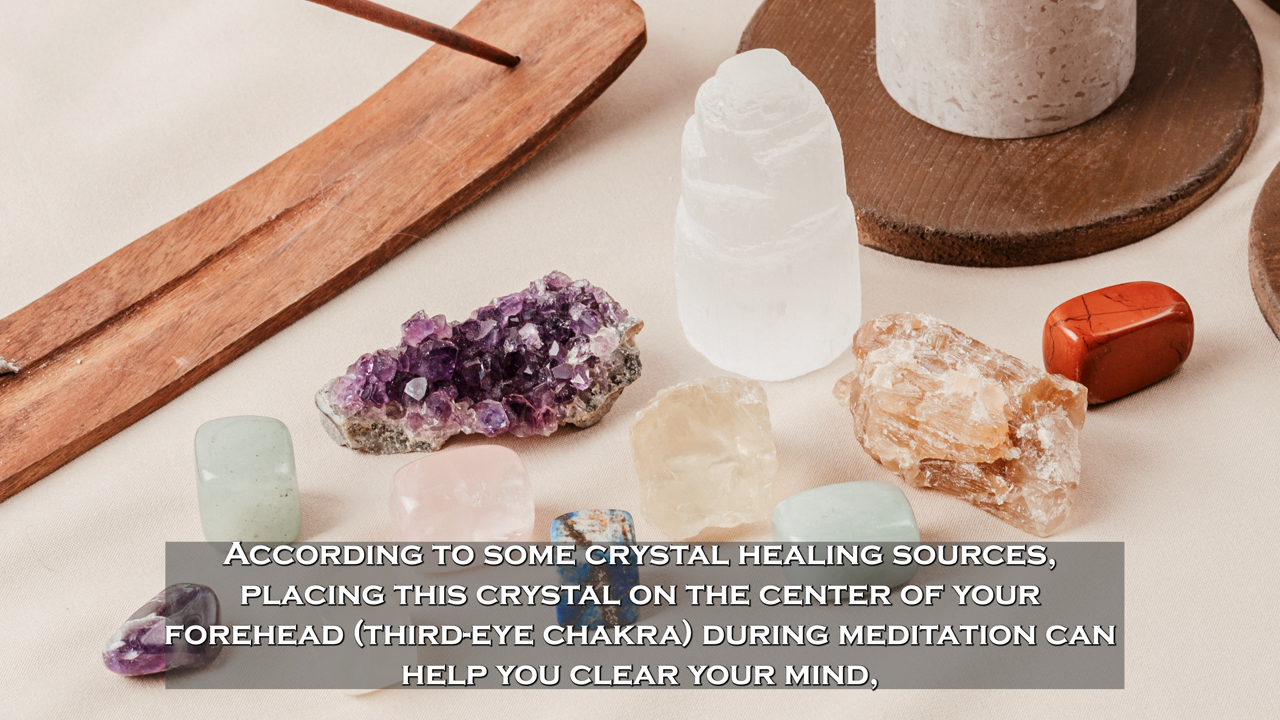 According to some crystal healing sources,
placing this crystal on the center of your
forehead (third-eye chakra) during meditation can
help you clear your mind,